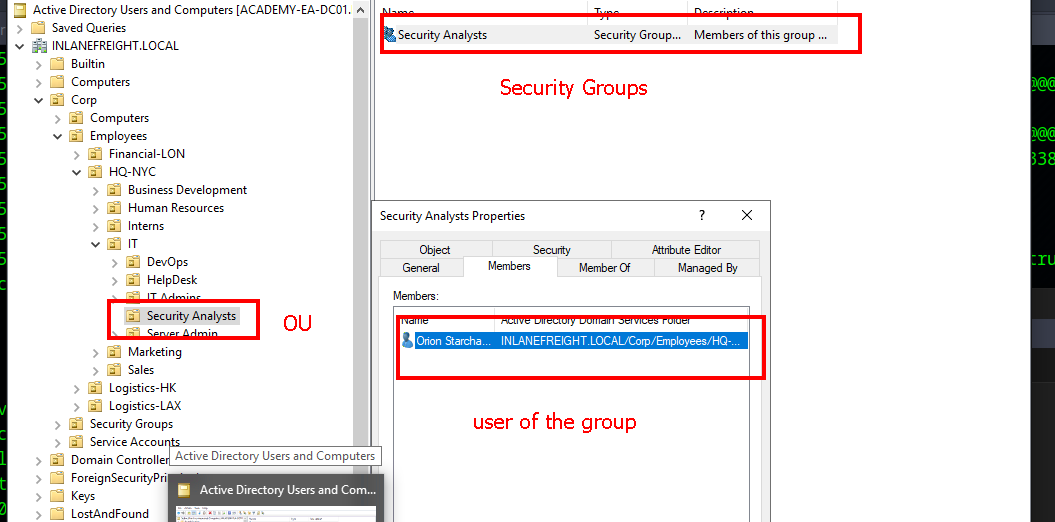 Active Directory Users and Computers [ACADEMY-EA-DC01.
Saved Queries
INLANEFREIGHT.LOCAL
Builtin
Computers
Corp
Computers
Employees
Financial-LON
HQ-NYC
Business Development
Human Resources
Interns
IT
DevOps
HelpDesk
IT Admins
Security Analysts
Server Admin
Marketing
Sales
Logistics-HK
Logistics-LAX
Security Groups
Service Accounts
Domain Controller
ForeignSecurityPri
Keys
LostAndFound
OU
Active Directory Users and Computers
Active Directory Users and Com...
Name Type Description
Security Analysts Security Group... Members of this group ...
Security Groups
Security Analysts Properties ?
Object Security Attribute Editor
General Members Member Of Managed By
Members:
Name Active Directory Domain Services Folder
Orion Starcha... INLANEFREIGHT.LOCAL/Corp/Employees/HQ-...
user of the group
@@
@@
338
tru